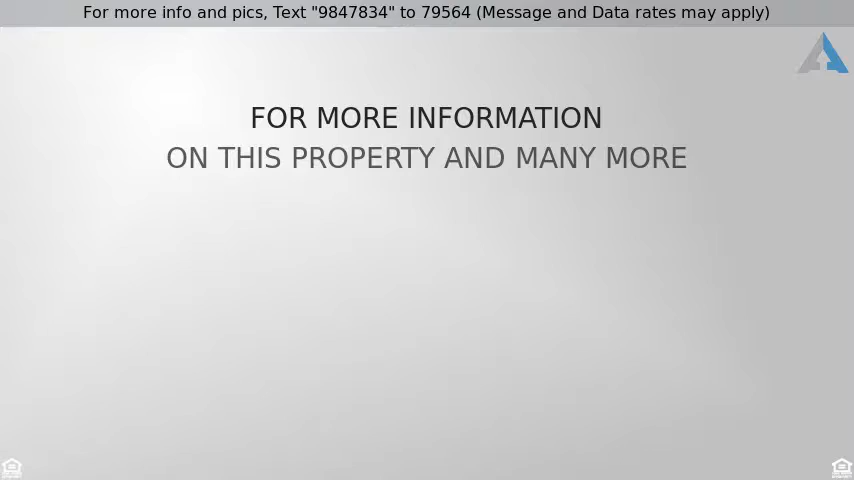 For more info and pics, Text "9847834" to 79564 (Message and Data rates may apply)
FOR MORE INFORMATION
ON THIS PROPERTY AND MANY MORE